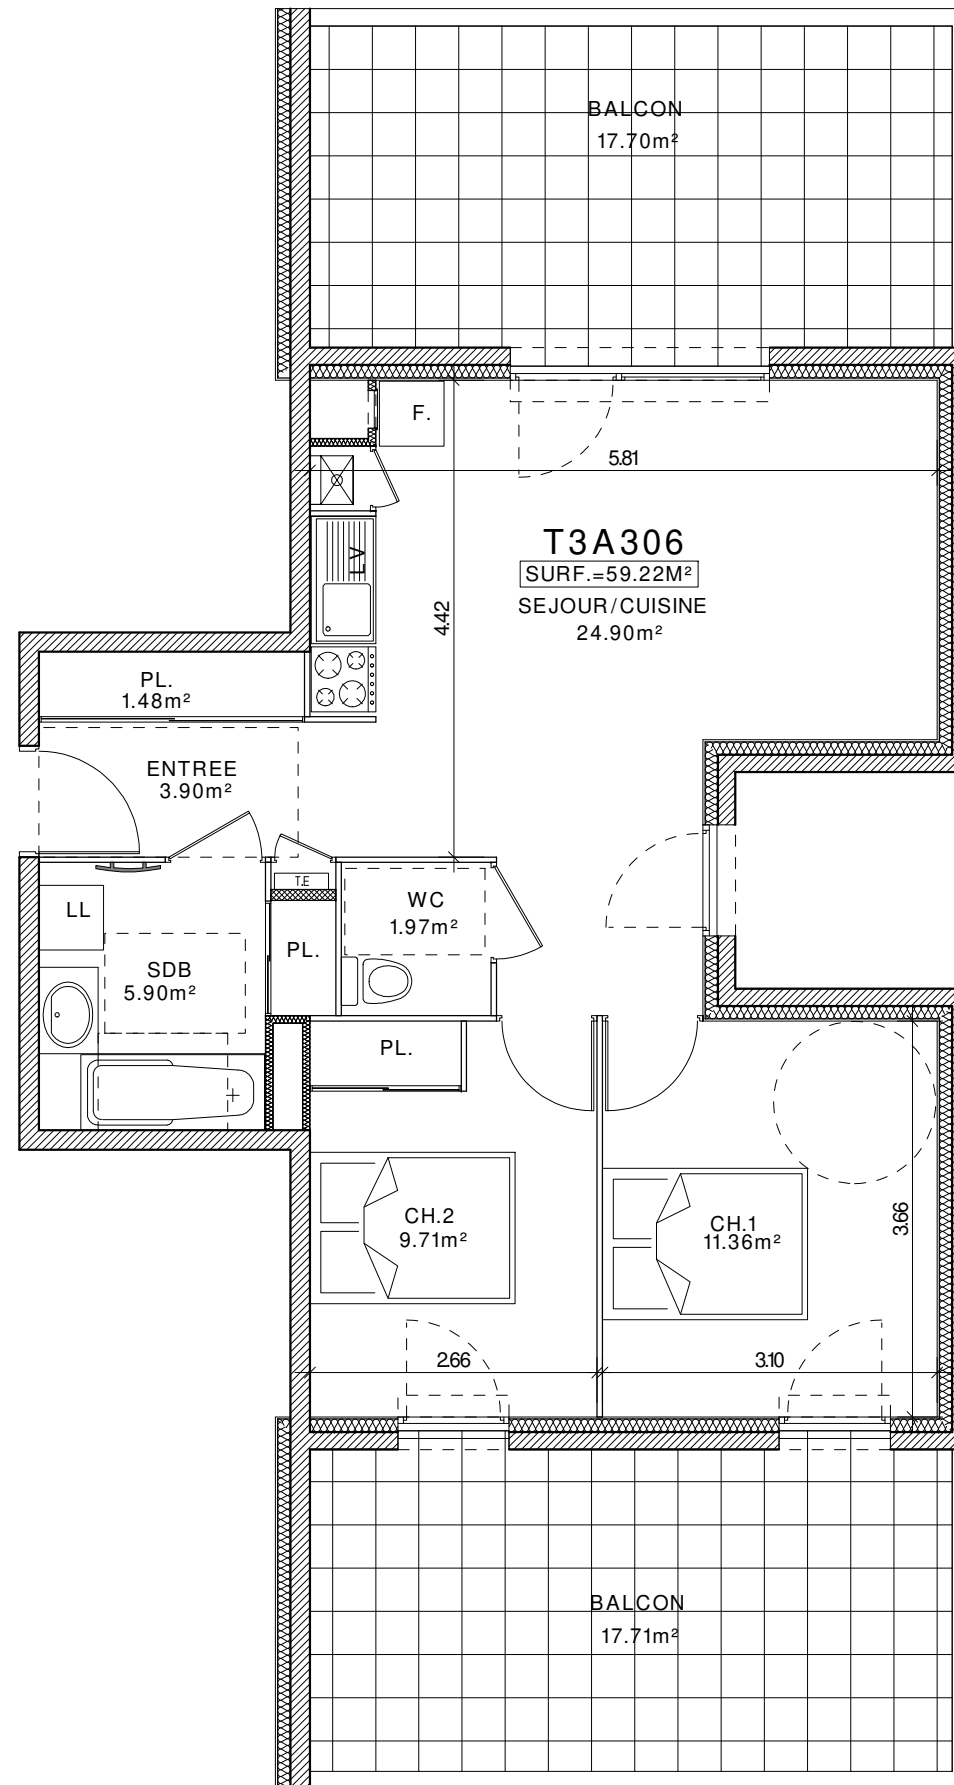 BALCON
17.70m²
F.
5.81
T3A306
SURF.=59.22M²
SEJOUR/CUISINE
24.90m²
LV
4.42
PL.
1.48m²
ENTREE
3.90m²
T.E
LL
WC
1.97m²
PL.
SDB
5.90m²
PL.
CH.2
9.71m²
CH.1
11.36m²
3.66
2.66
3.10
BALCON
17.71m²